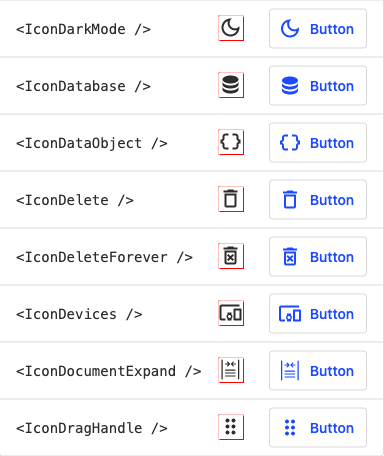 <IconDarkMode /> Button
<IconDatabase /> Button
<IconDataObject /> Button
<IconDelete /> Button
<IconDeleteForever /> Button
<IconDevices /> Button
<IconDocumentExpand /> Button
<IconDragHandle /> Button